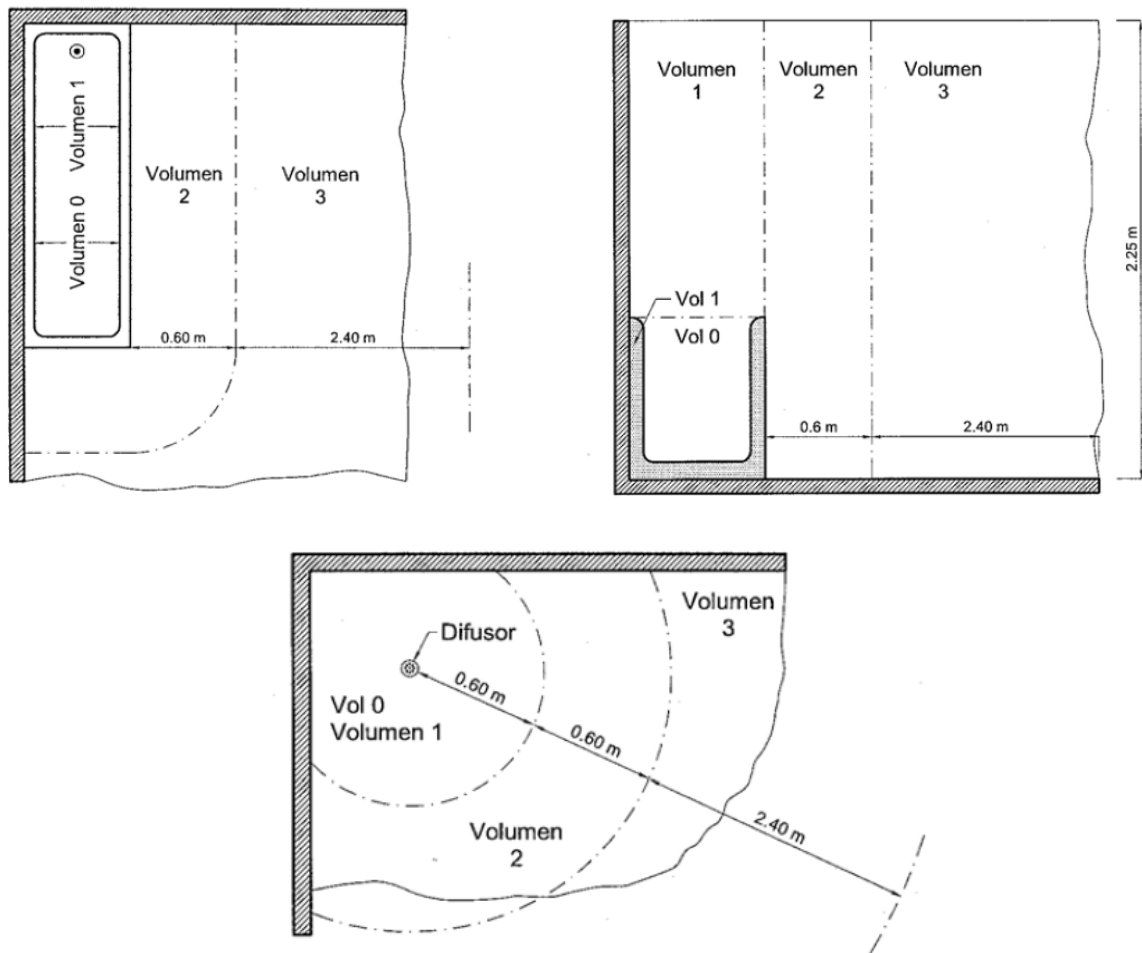 Volumen 1
Volumen 0
Volumen
2
Volumen
3
0.60 m
2.40 m
Volumen
1
Volumen
2
Volumen
3
Vol 1
Vol 0
0.6 m
2.40 m
2.25 m
Difusor
Vol 0
Volumen 1
Volumen
2
Volumen
3
0.60 m
0.60 m
2.40 m